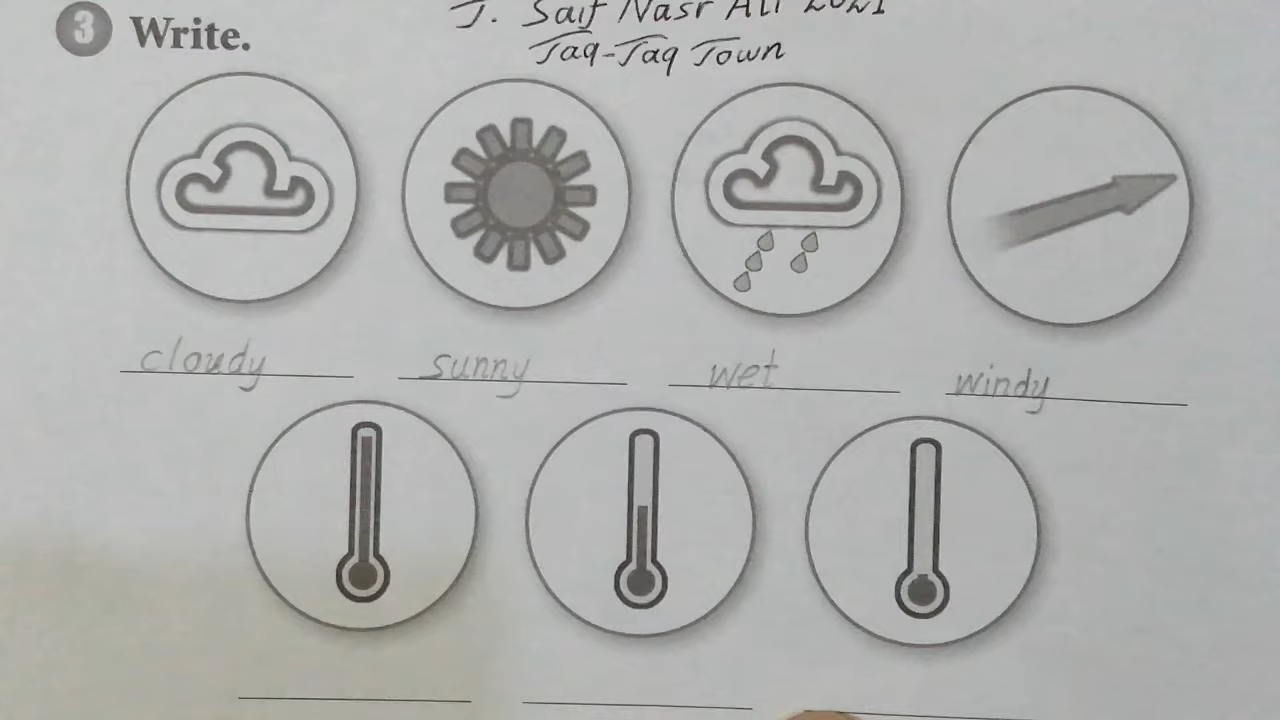 3 Write.
J. Saif Nasr Ali 2021
Taq-Taq Town
cloudy sunny wet windy